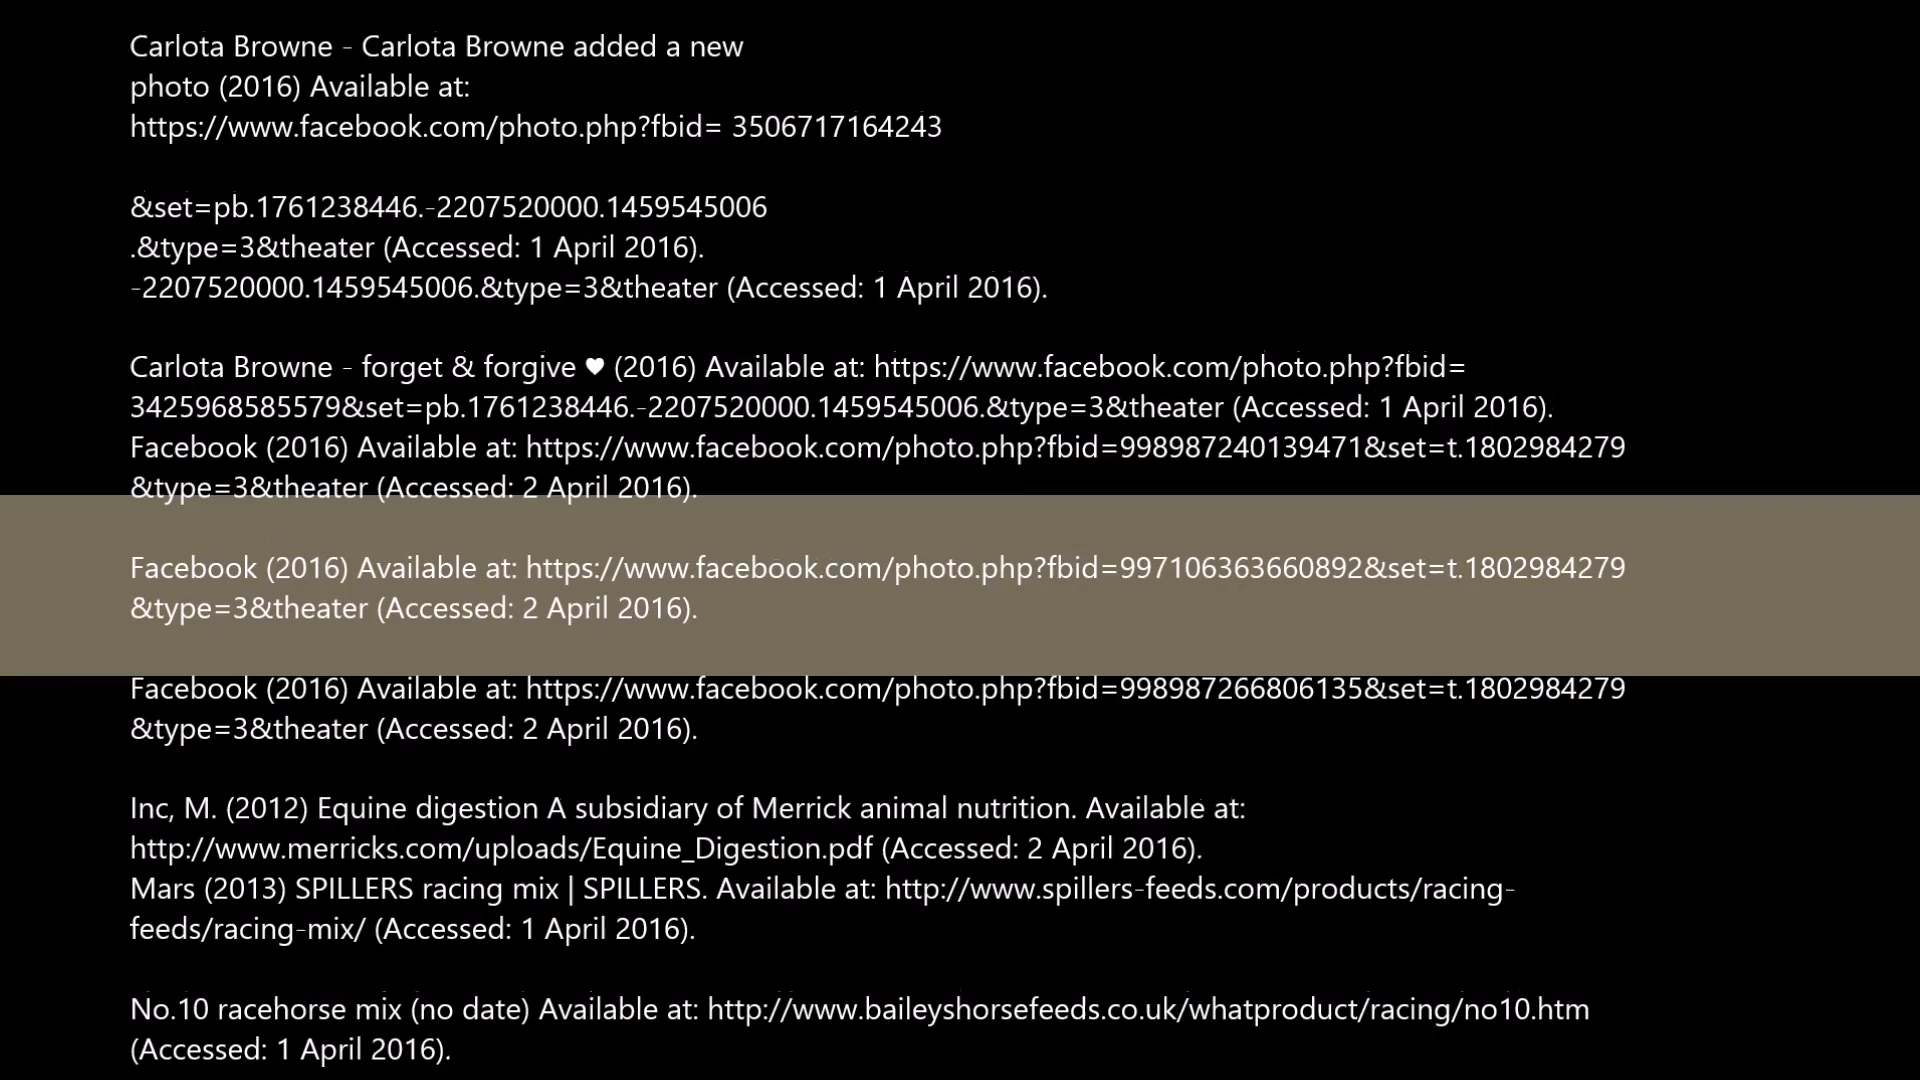 Carlota Browne - Carlota Browne added a new
photo (2016) Available at:
https://www.facebook.com/photo.php?fbid= 3506717164243
&set=pb.1761238446.-2207520000.1459545006
.&type=3&theater (Accessed: 1 April 2016).
-2207520000.1459545006.&type=3&theater (Accessed: 1 April 2016).
Carlota Browne - forget & forgive ♥ (2016) Available at: https://www.facebook.com/photo.php?fbid=
3425968585579&set=pb.1761238446.-2207520000.1459545006.&type=3&theater (Accessed: 1 April 2016).
Facebook (2016) Available at: https://www.facebook.com/photo.php?fbid=998987240139471&set=t.1802984279
&type=3&theater (Accessed: 2 April 2016).
Facebook (2016) Available at: https://www.facebook.com/photo.php?fbid=997106363660892&set=t.1802984279
&type=3&theater (Accessed: 2 April 2016).
Facebook (2016) Available at: https://www.facebook.com/photo.php?fbid=998987266806135&set=t.1802984279
&type=3&theater (Accessed: 2 April 2016).
Inc, M. (2012) Equine digestion A subsidiary of Merrick animal nutrition. Available at:
http://www.merricks.com/uploads/Equine_Digestion.pdf (Accessed: 2 April 2016).
Mars (2013) SPILLERS racing mix | SPILLERS. Available at: http://www.spillers-feeds.com/products/racing-
feeds/racing-mix/ (Accessed: 1 April 2016).
No.10 racehorse mix (no date) Available at: http://www.baileyshorsefeeds.co.uk/whatproduct/racing/no10.htm
(Accessed: 1 April 2016).